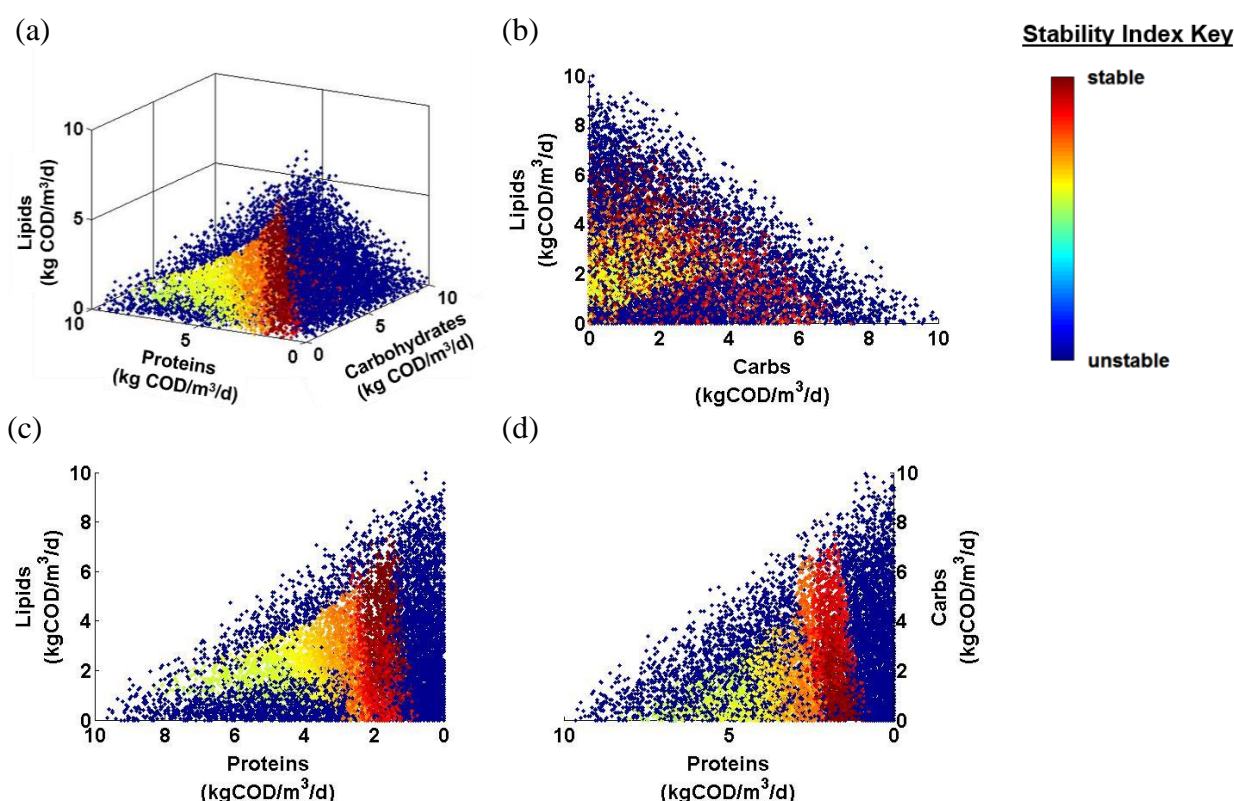 (a)
10
5
0
Lipids
(kg COD/m³/d)
10
5
0
Proteins
(kg COD/m³/d)
0
5
10
Carbohydrates
(kg COD/m³/d)
(b)
10
8
6
4
2
0
Lipids
(kgCOD/m³/d)
0 2 4 6 8 10
Carbs
(kgCOD/m³/d)
Stability Index Key
stable
unstable
(c)
10
8
6
4
2
0
Lipids
(kgCOD/m³/d)
10 8 6 4 2 0
Proteins
(kgCOD/m³/d)
(d)
10
8
6
4
2
0
Carbs
(kgCOD/m³/d)
10 5 0
Proteins
(kgCOD/m³/d)